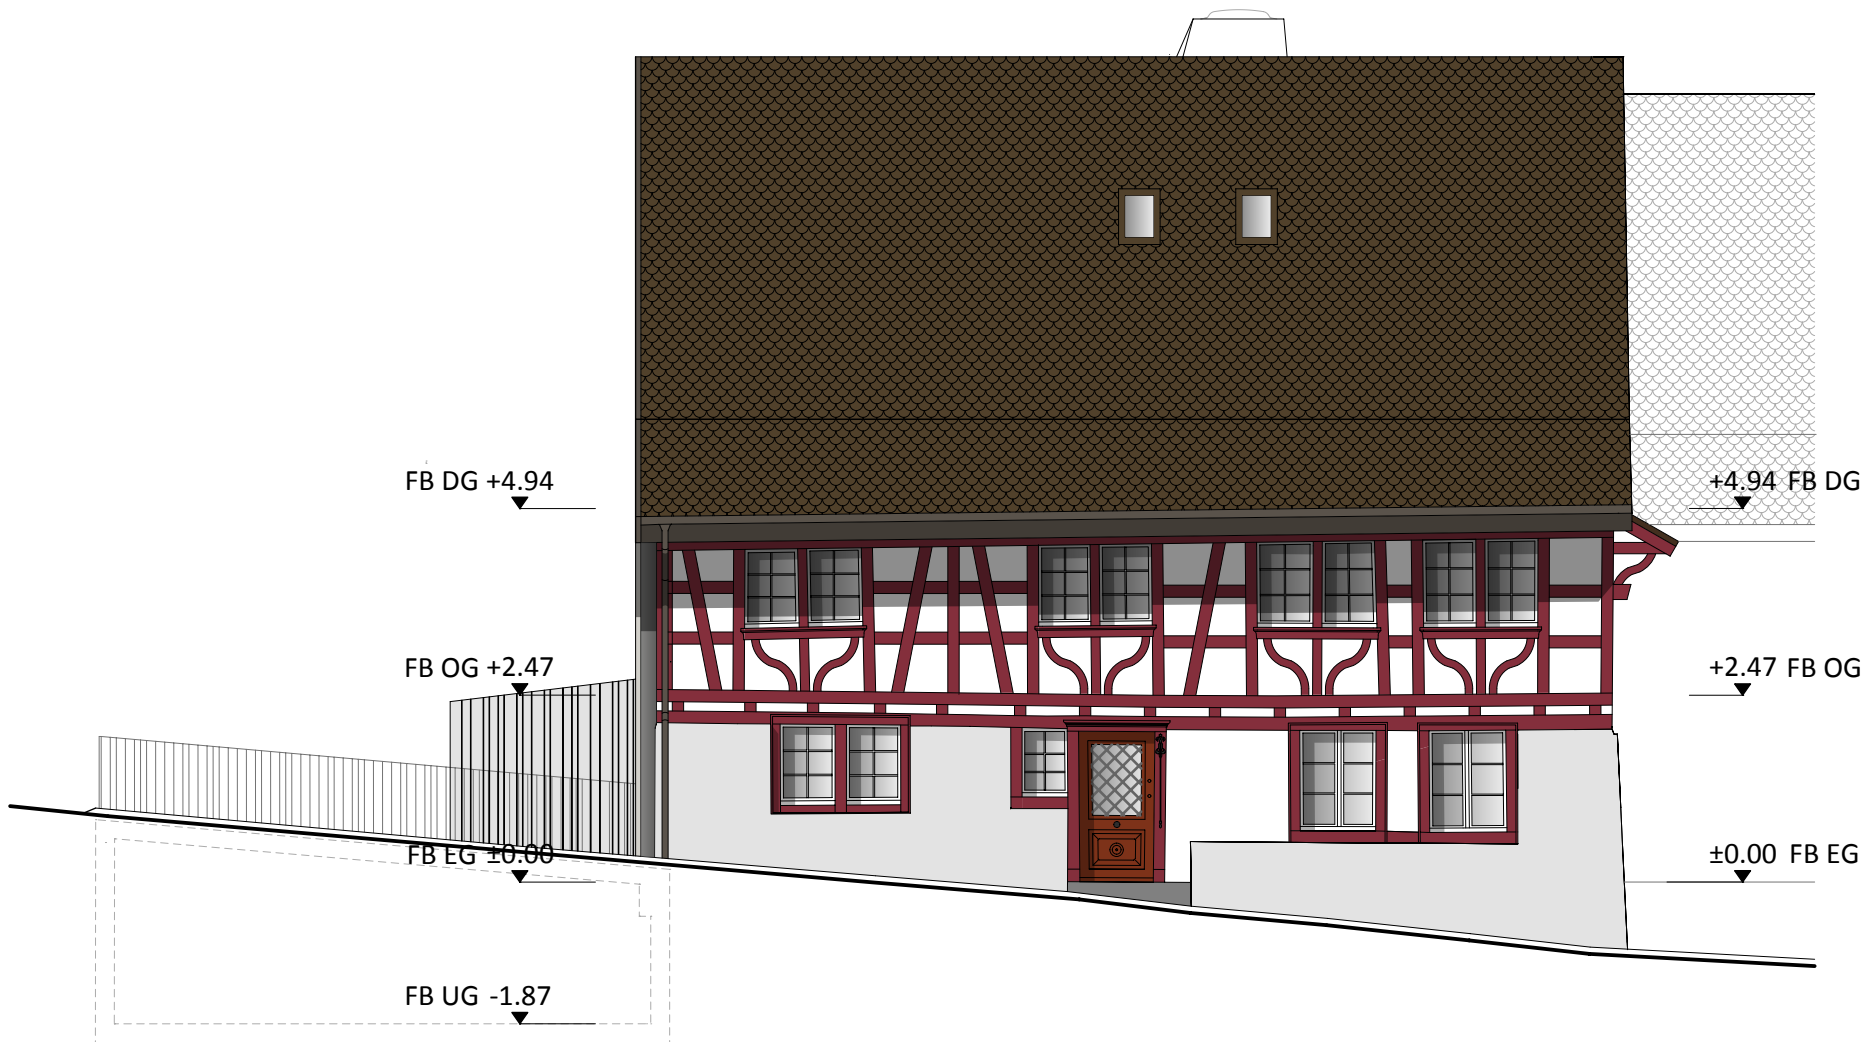 FB DG +4.94
+4.94 FB DG
FB OG +2.47
+2.47 FB OG
FB EG ±0.00
±0.00 FB EG
FB UG -1.87